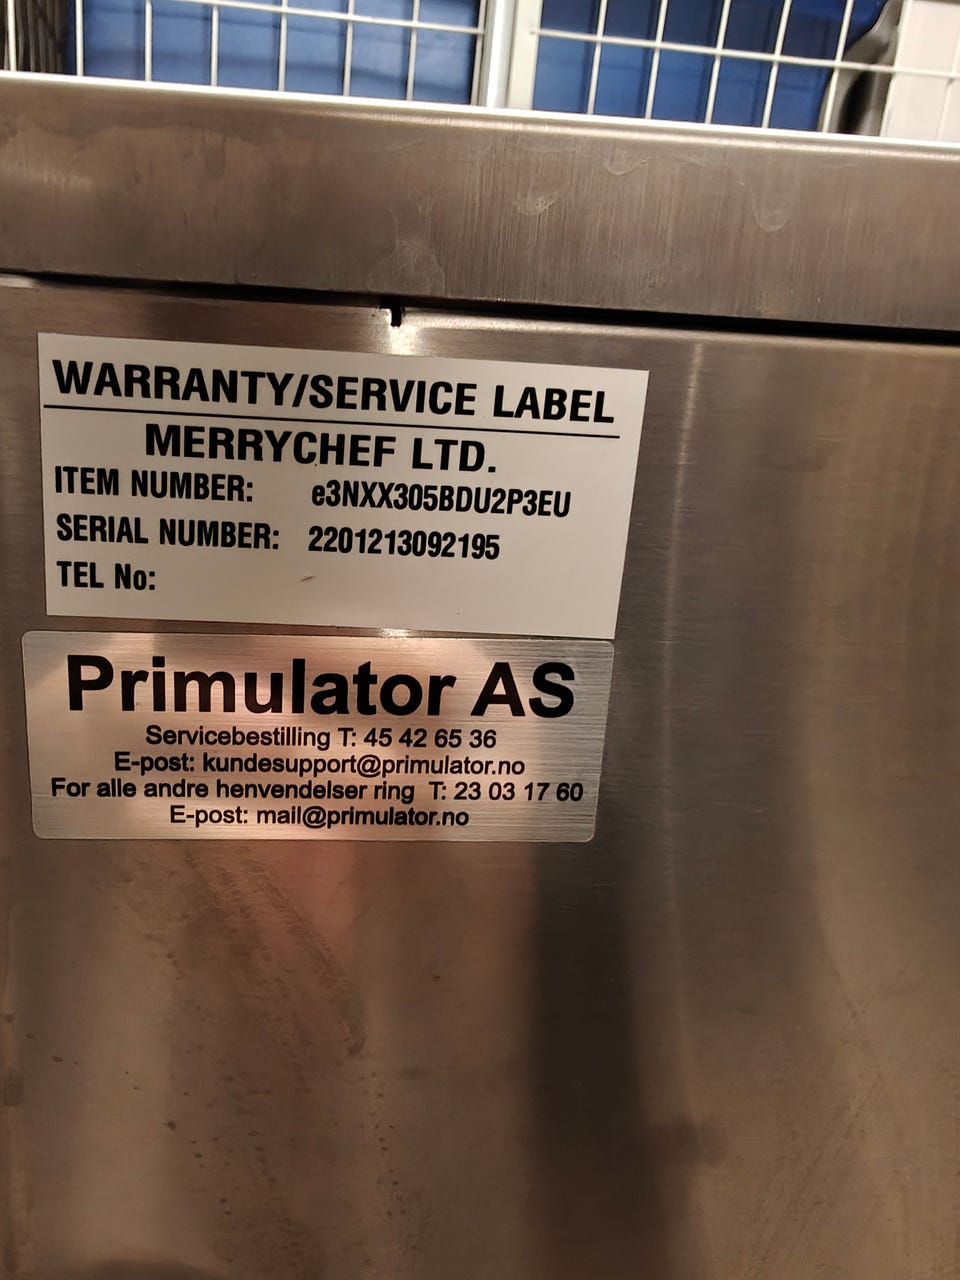 WARRANTY/SERVICE LABEL
MERRYCHEF LTD.
ITEM NUMBER: e3NXX305BDU2P3EU
SERIAL NUMBER: 2201213092195
TEL No:
Primulator AS
Servicebestilling T: 45 42 65 36
E-post: kundesupport@primulator.no
For alle andre henvendelser ring T: 23 03 17 60
E-post: mail@primulator.no